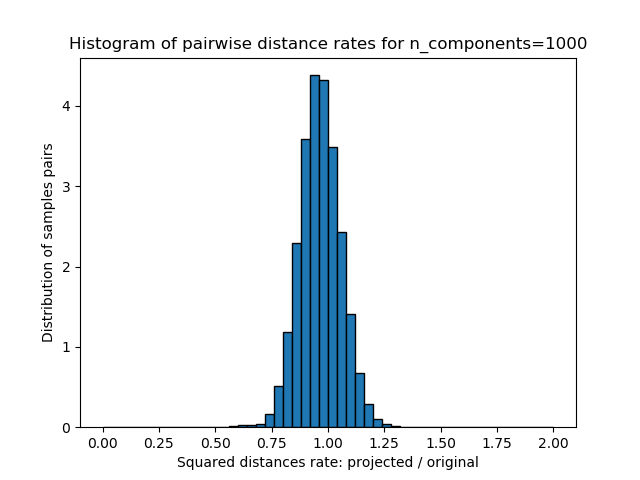 Histogram of pairwise distance rates for n_components=1000
Distribution of samples pairs
4
3
2
1
0
0.00 0.25 0.50 0.75 1.00 1.25 1.50 1.75 2.00
Squared distances rate: projected / original